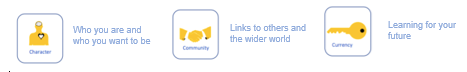 Character
Who you are and
who you want to be
Community
Links to others and
the wider world
Currency
Learning for your
future